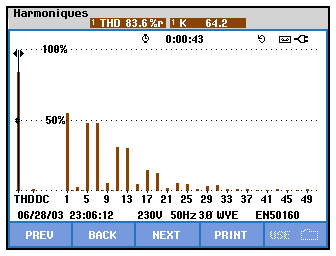 Harmoniques
1 THD 83.6%r 1 K 64.2
0:00:43
100%
50%
THDDC 1 5 9 13 17 21 25 29 33 37 41 45 49
06/28/03 23:06:12 230V 50Hz 3Ø WYE EN50160
PREV BACK NEXT PRINT USE